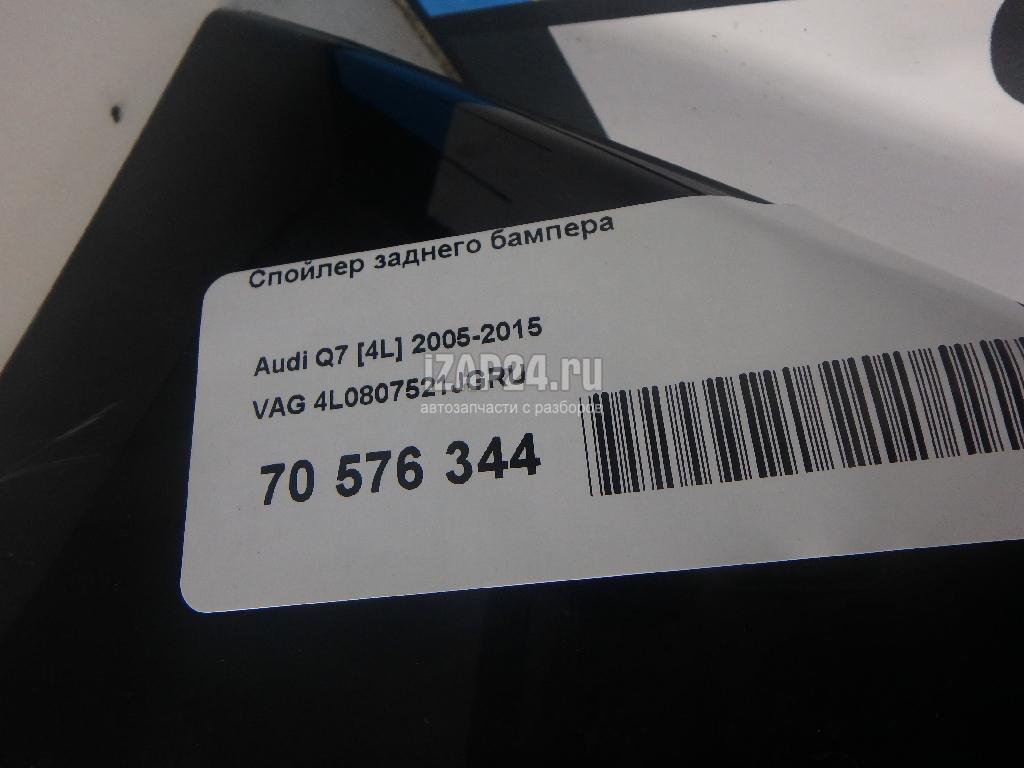 Спойлер заднего бампера
Audi Q7 [4L] 2005-2015
iZAP24.ru
VAG 4L0807521JGRU
автозапчасти с разборов
70 576 344